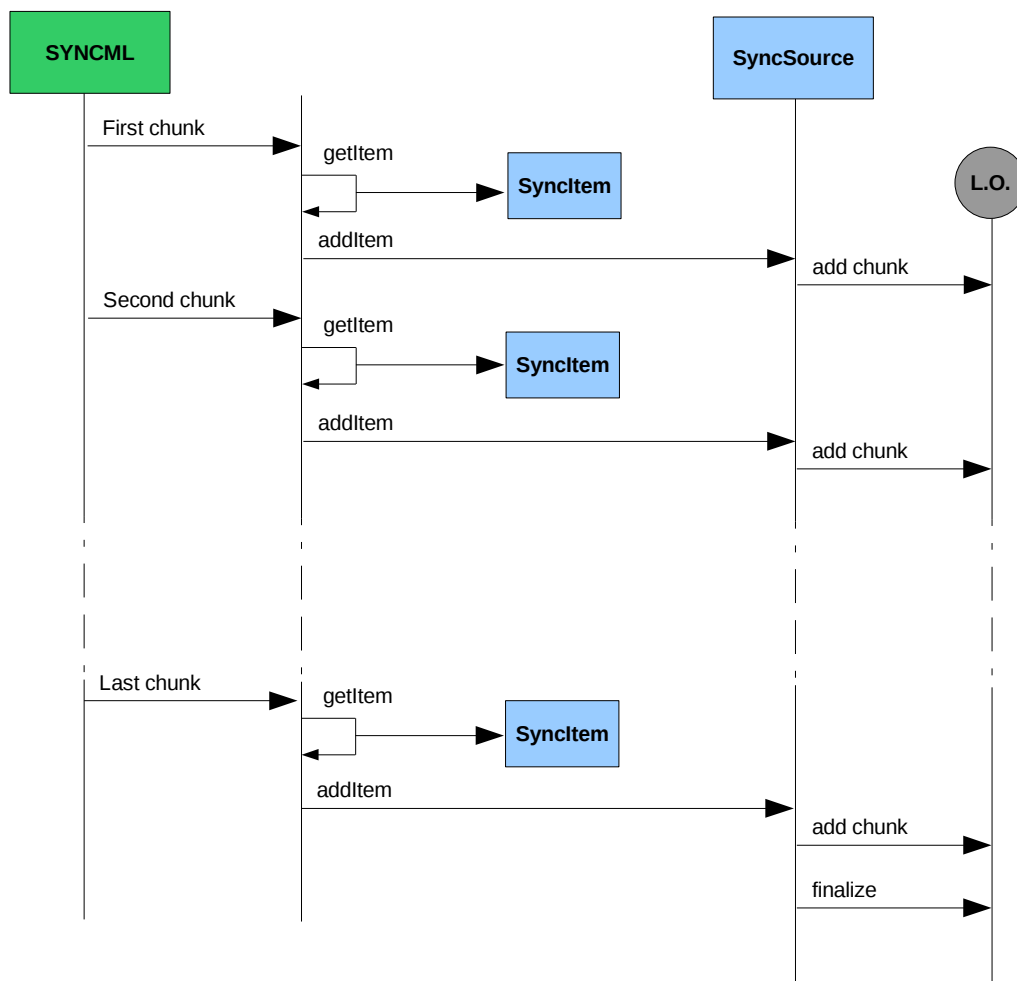 SYNCML
SyncSource
First chunk
getItem
SyncItem
L.O.
addItem
add chunk
Second chunk
getItem
SyncItem
addItem
add chunk
Last chunk
getItem
SyncItem
addItem
add chunk
finalize